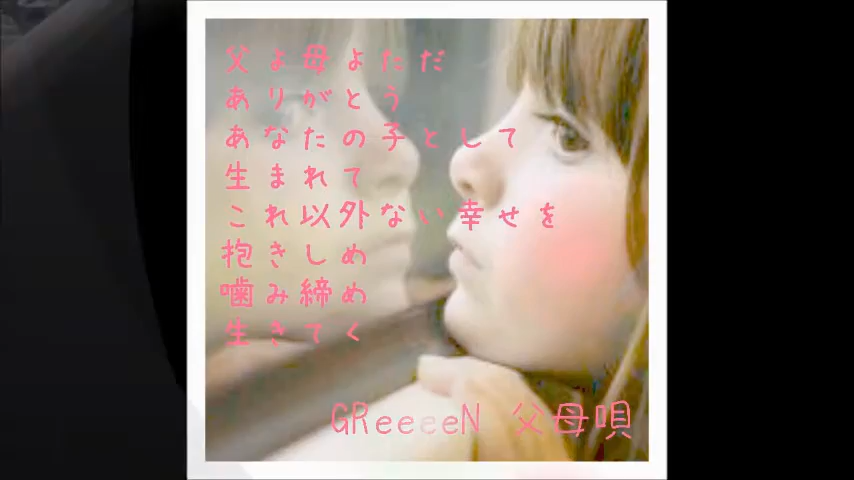 父よ母よただ
ありがとう
あなたの子として
生まれて
これ以外ない幸せを
抱きしめ
噛み締め
生きてく
GReeeeN 父母唄